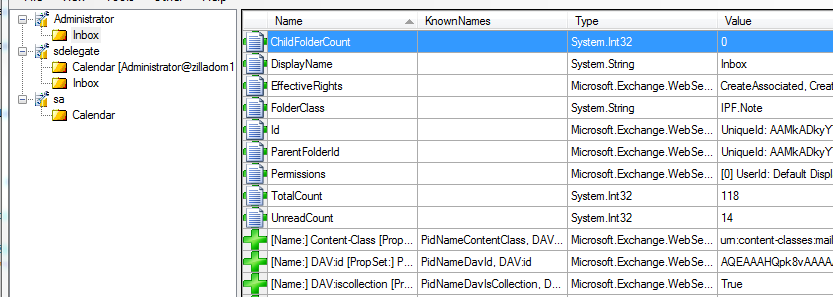 Administrator
Inbox
sdelegate
Calendar [Administrator@zilladom1
Inbox
sa
Calendar
Name KnownNames Type Value
ChildFolderCount System.Int32 0
DisplayName System.String Inbox
EffectiveRights Microsoft.Exchange.WebSe... CreateAssociated, Creat
FolderClass System.String IPF.Note
Id Microsoft.Exchange.WebSe... UniqueId: AAMkADkyY
ParentFolderId Microsoft.Exchange.WebSe... UniqueId: AAMkADkyY
Permissions Microsoft.Exchange.WebSe... [0] UserId: Default Displ
TotalCount System.Int32 118
UnreadCount System.Int32 14
[Name:] Content-Class [Prop... PidNameContentClass, DAV... Microsoft.Exchange.WebSe... urn:content-classes:mail
[Name:] DAV:id [PropSet:] P... PidNameDavId, DAV:id Microsoft.Exchange.WebSe... AQEAAAHQpk8vAAAA
[Name:] DAV:iscollection [Pr... PidNameDavIsCollection, D... Microsoft.Exchange.WebSe... True